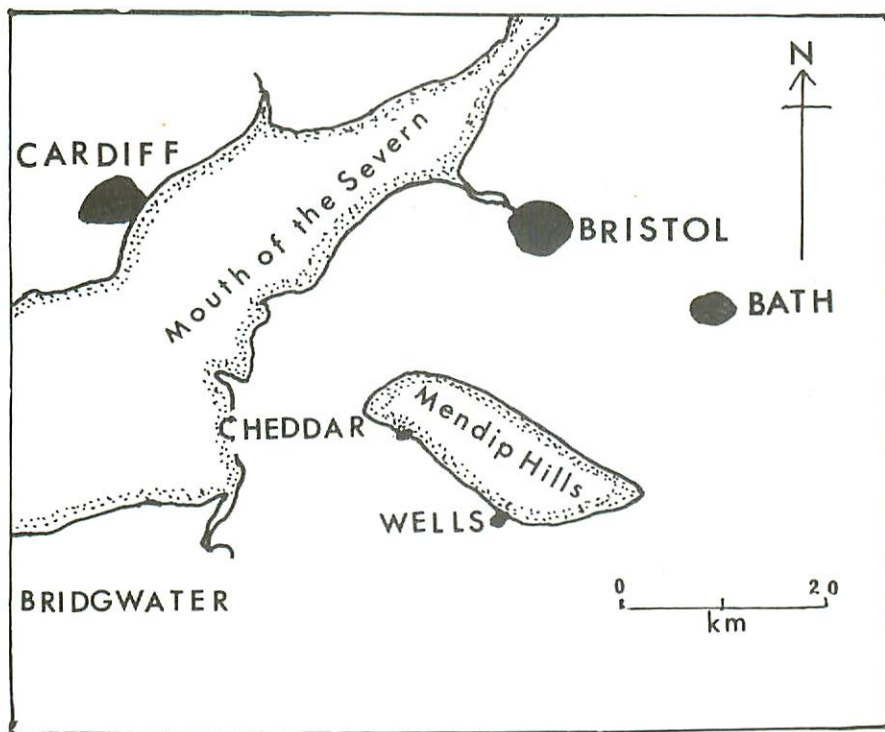 N
CARDIFF
Mouth of the Severn
BRISTOL
BATH
CHEDDAR
Mendip Hills
WELLS
BRIDGWATER
0 20
km